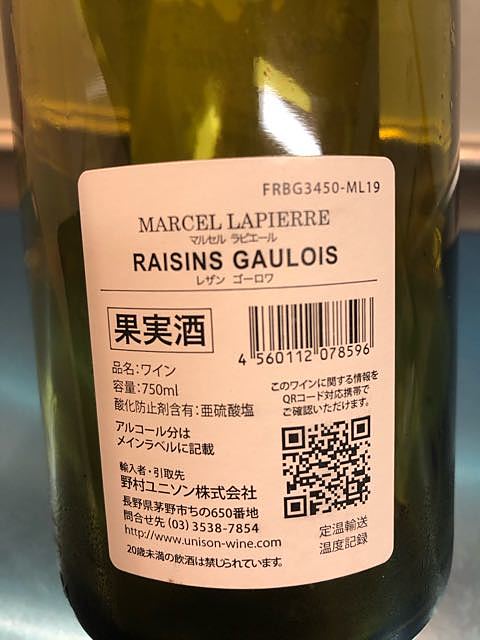 FRBG3450-ML19
MARCEL LAPIERRE
マルセル ラピエール
RAISINS GAULOIS
レザン ゴーロワ
果実酒
4 560112 078596
品名:ワイン
容量:750ml
酸化防止剤含有:亜硫酸塩
アルコール分は
メインラベルに記載
このワインに関する情報を
QRコード対応携帯で
ご確認いただけます。
輸入者・引取先
野村ユニソン株式会社
長野県茅野市ちの650番地
問合せ先 (03) 3538-7854
http://www.unison-wine.com
定温輸送
温度記録
20歳未満の飲酒は禁じられています。